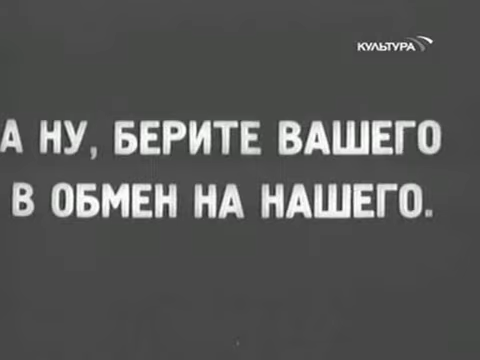 КУЛЬТУРА
А НУ, БЕРИТЕ ВАШЕГО
В ОБМЕН НА НАШЕГО.